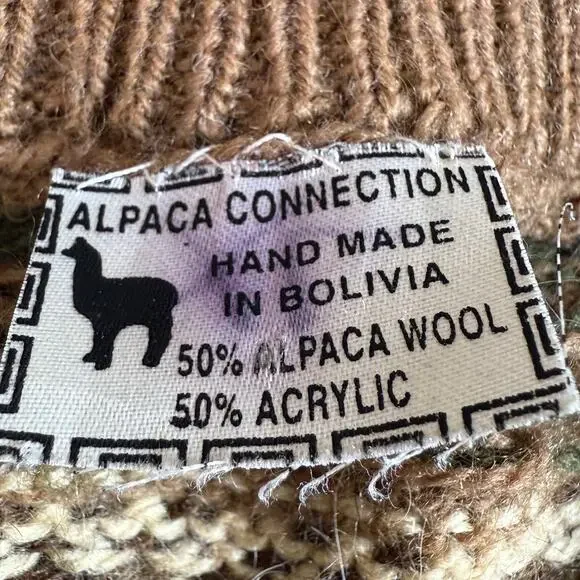 ALPACA CONNECTION
HAND MADE
IN BOLIVIA
50% ALPACA WOOL
50% ACRYLIC